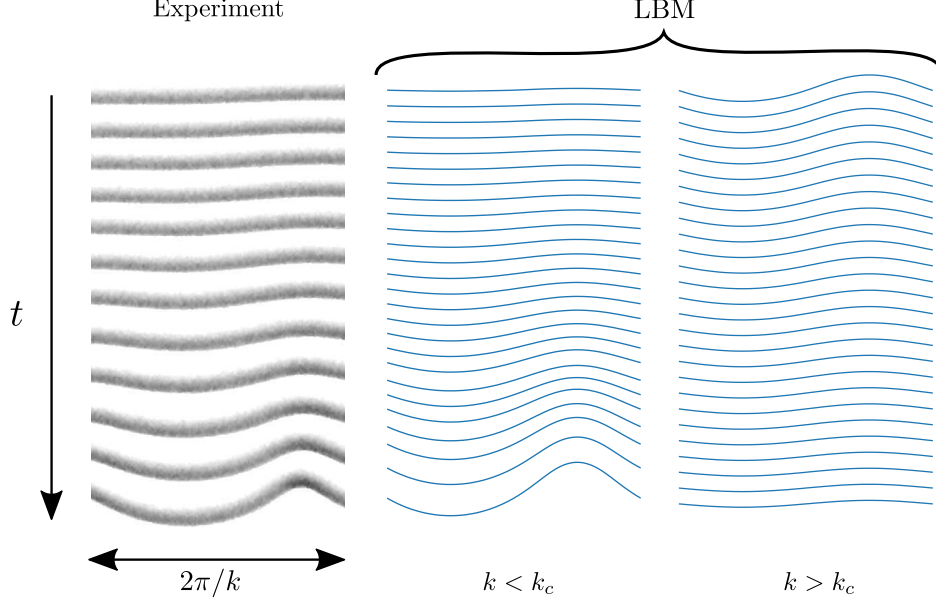 Experiment
LBM
t
2π/k
k < k_c
k > k_c